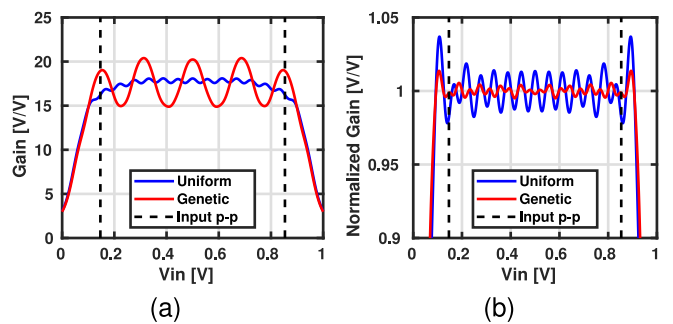 25
20
15
10
5
0
Gain [V/V]
0 0.2 0.4 0.6 0.8 1
Vin [V]
Uniform
Genetic
Input p-p
(a)
1.05
1
0.95
0.9
Normalized Gain [V/V]
0 0.2 0.4 0.6 0.8 1
Vin [V]
Uniform
Genetic
Input p-p
(b)